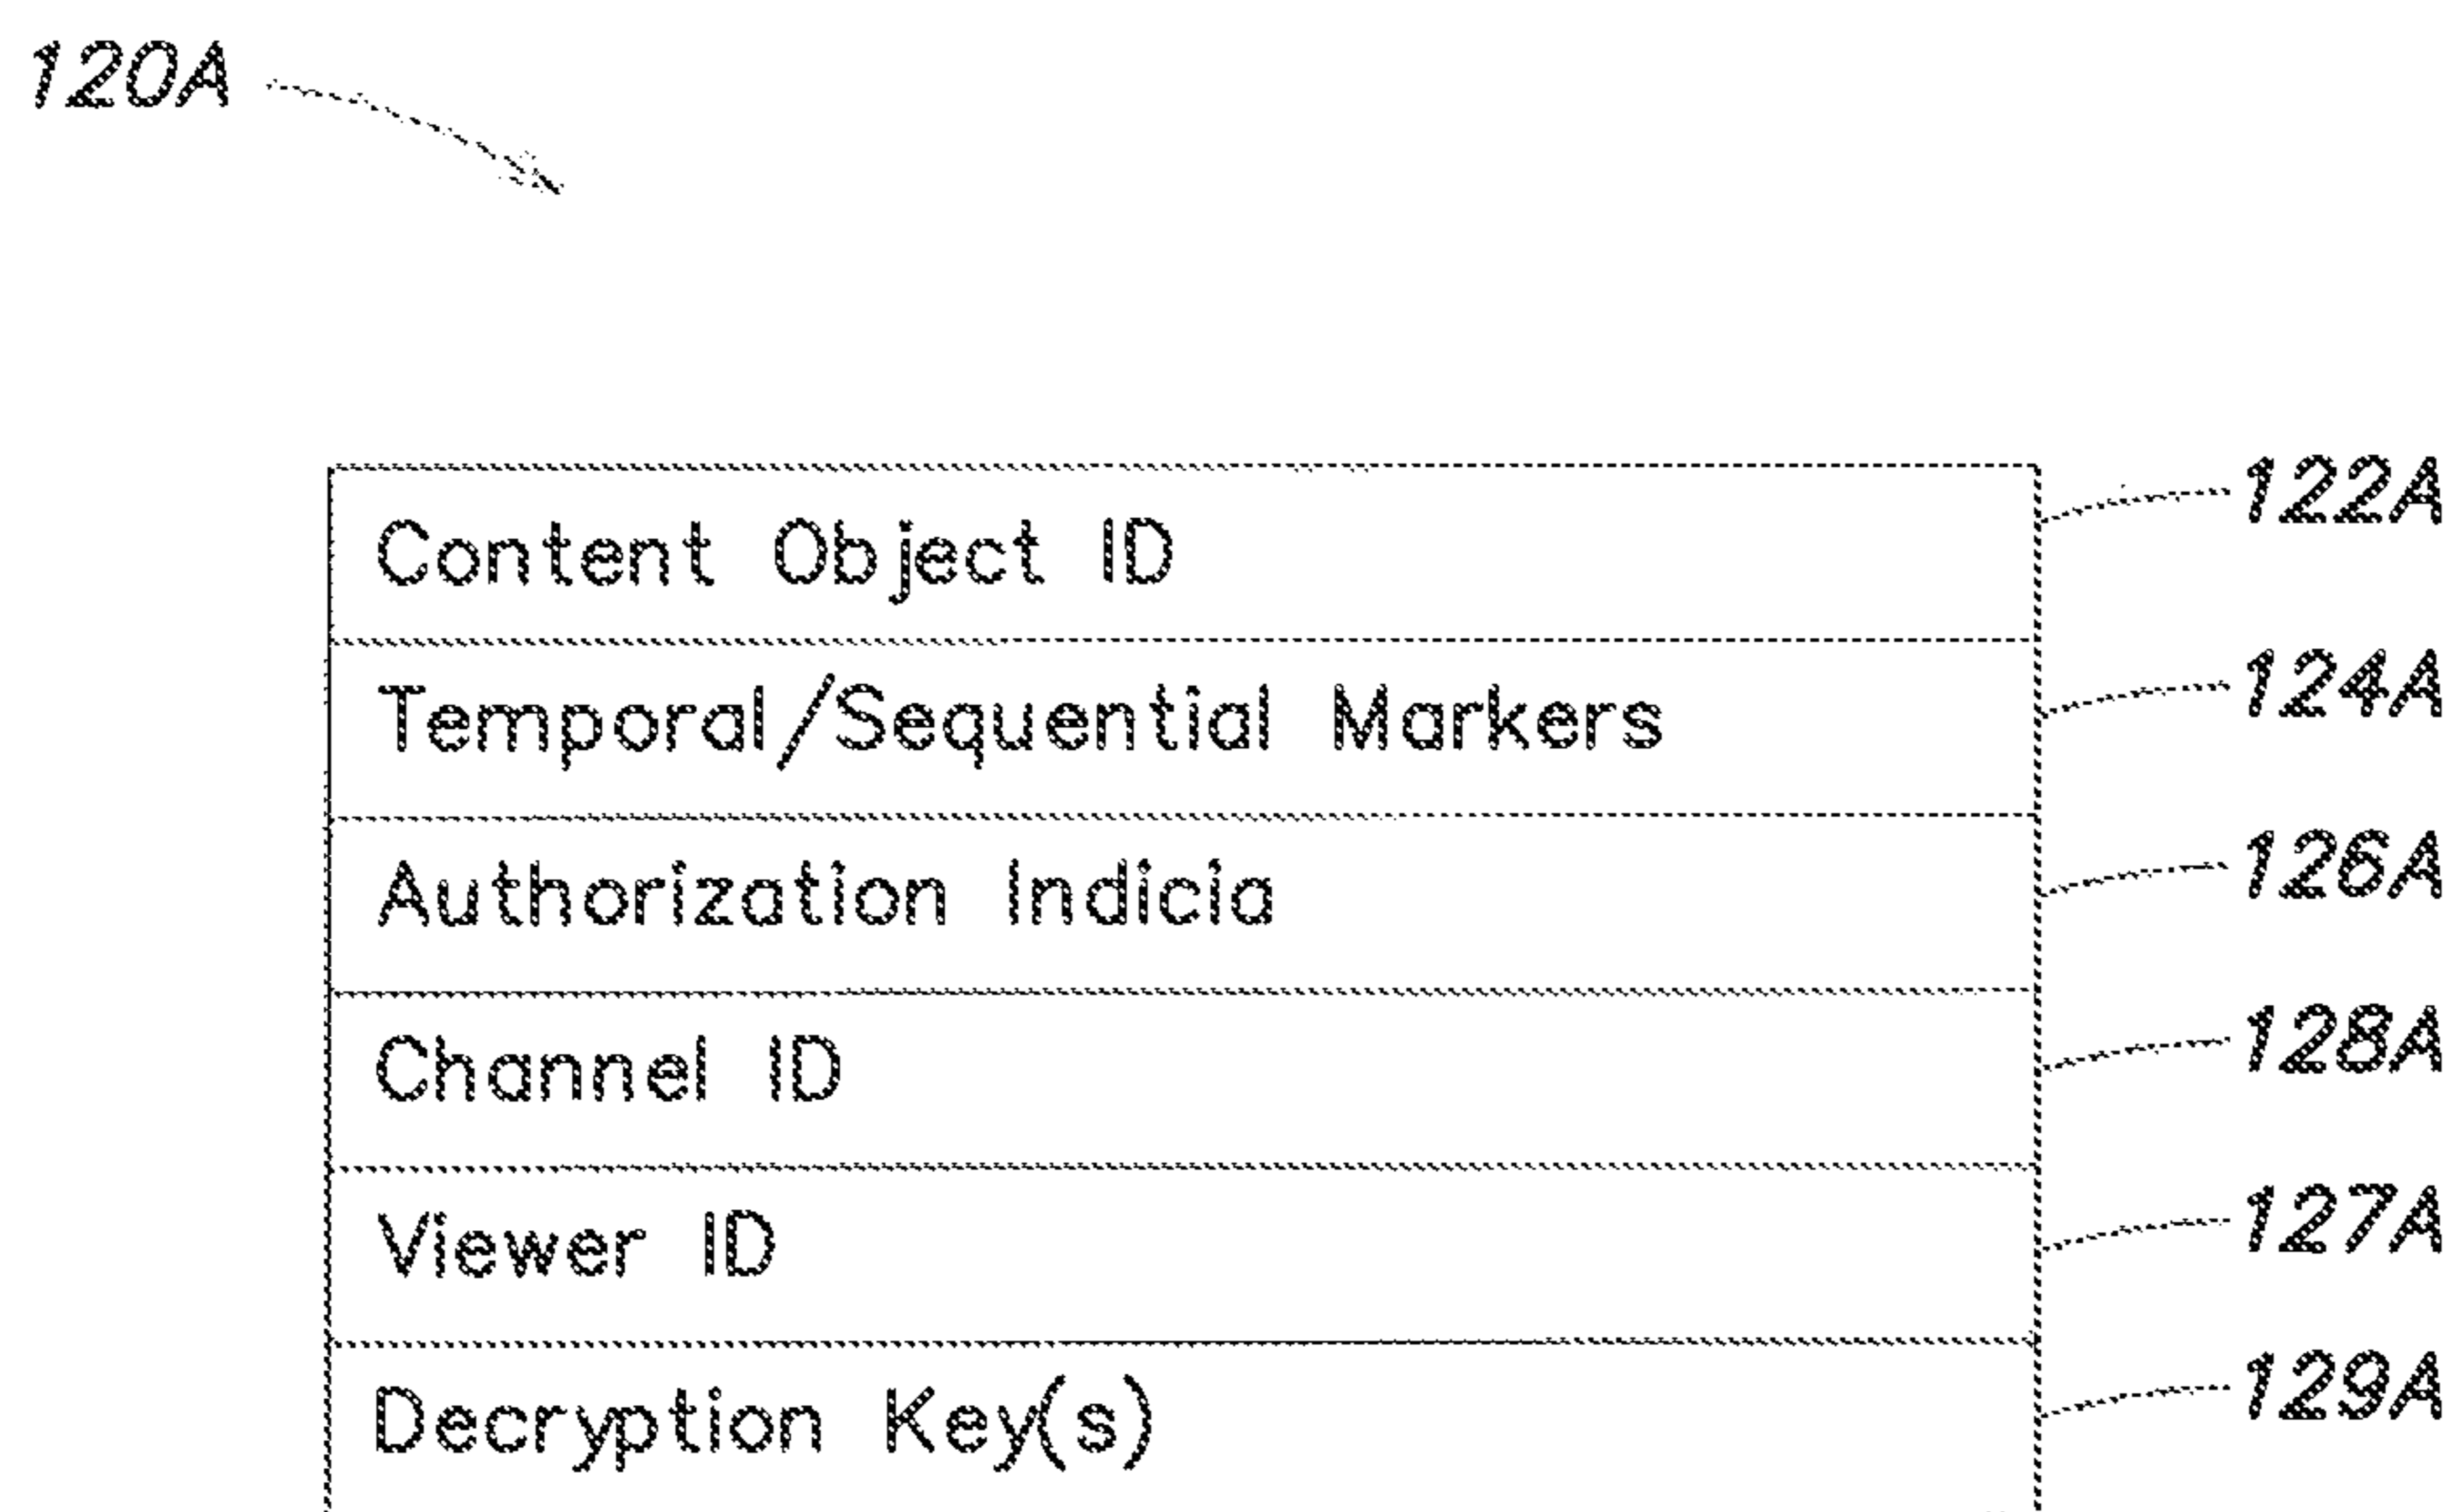 120A
Content Object ID 122A
Temporal/Sequential Markers 124A
Authorization Indicia 126A
Channel ID 128A
Viewer ID 127A
Decryption Key(s) 129A